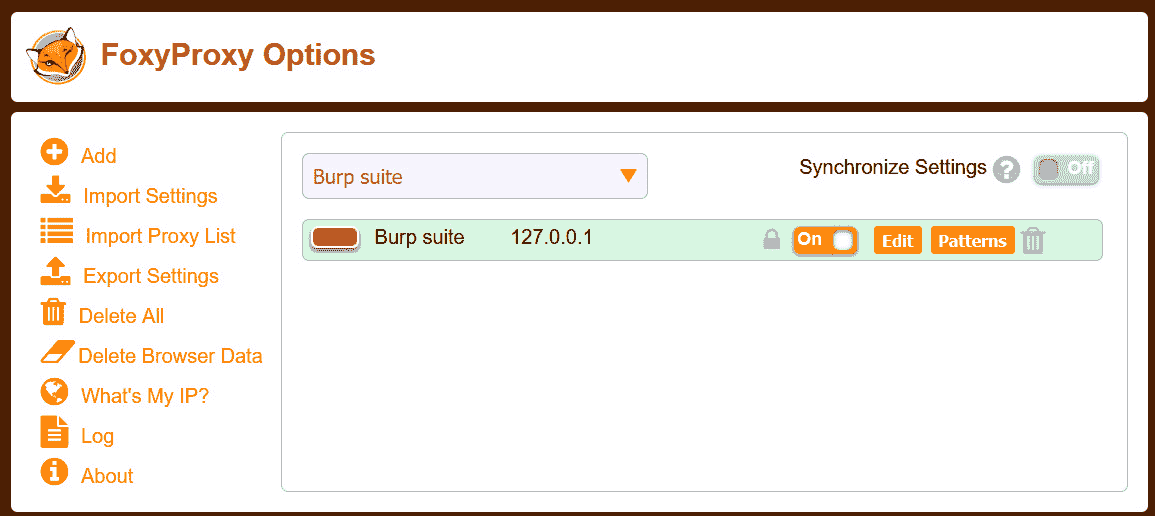 FoxyProxy Options
Add
Import Settings
Import Proxy List
Export Settings
Delete All
Delete Browser Data
What's My IP?
Log
About
Burp suite
Synchronize Settings ? Off
Burp suite 127.0.0.1 On Edit Patterns